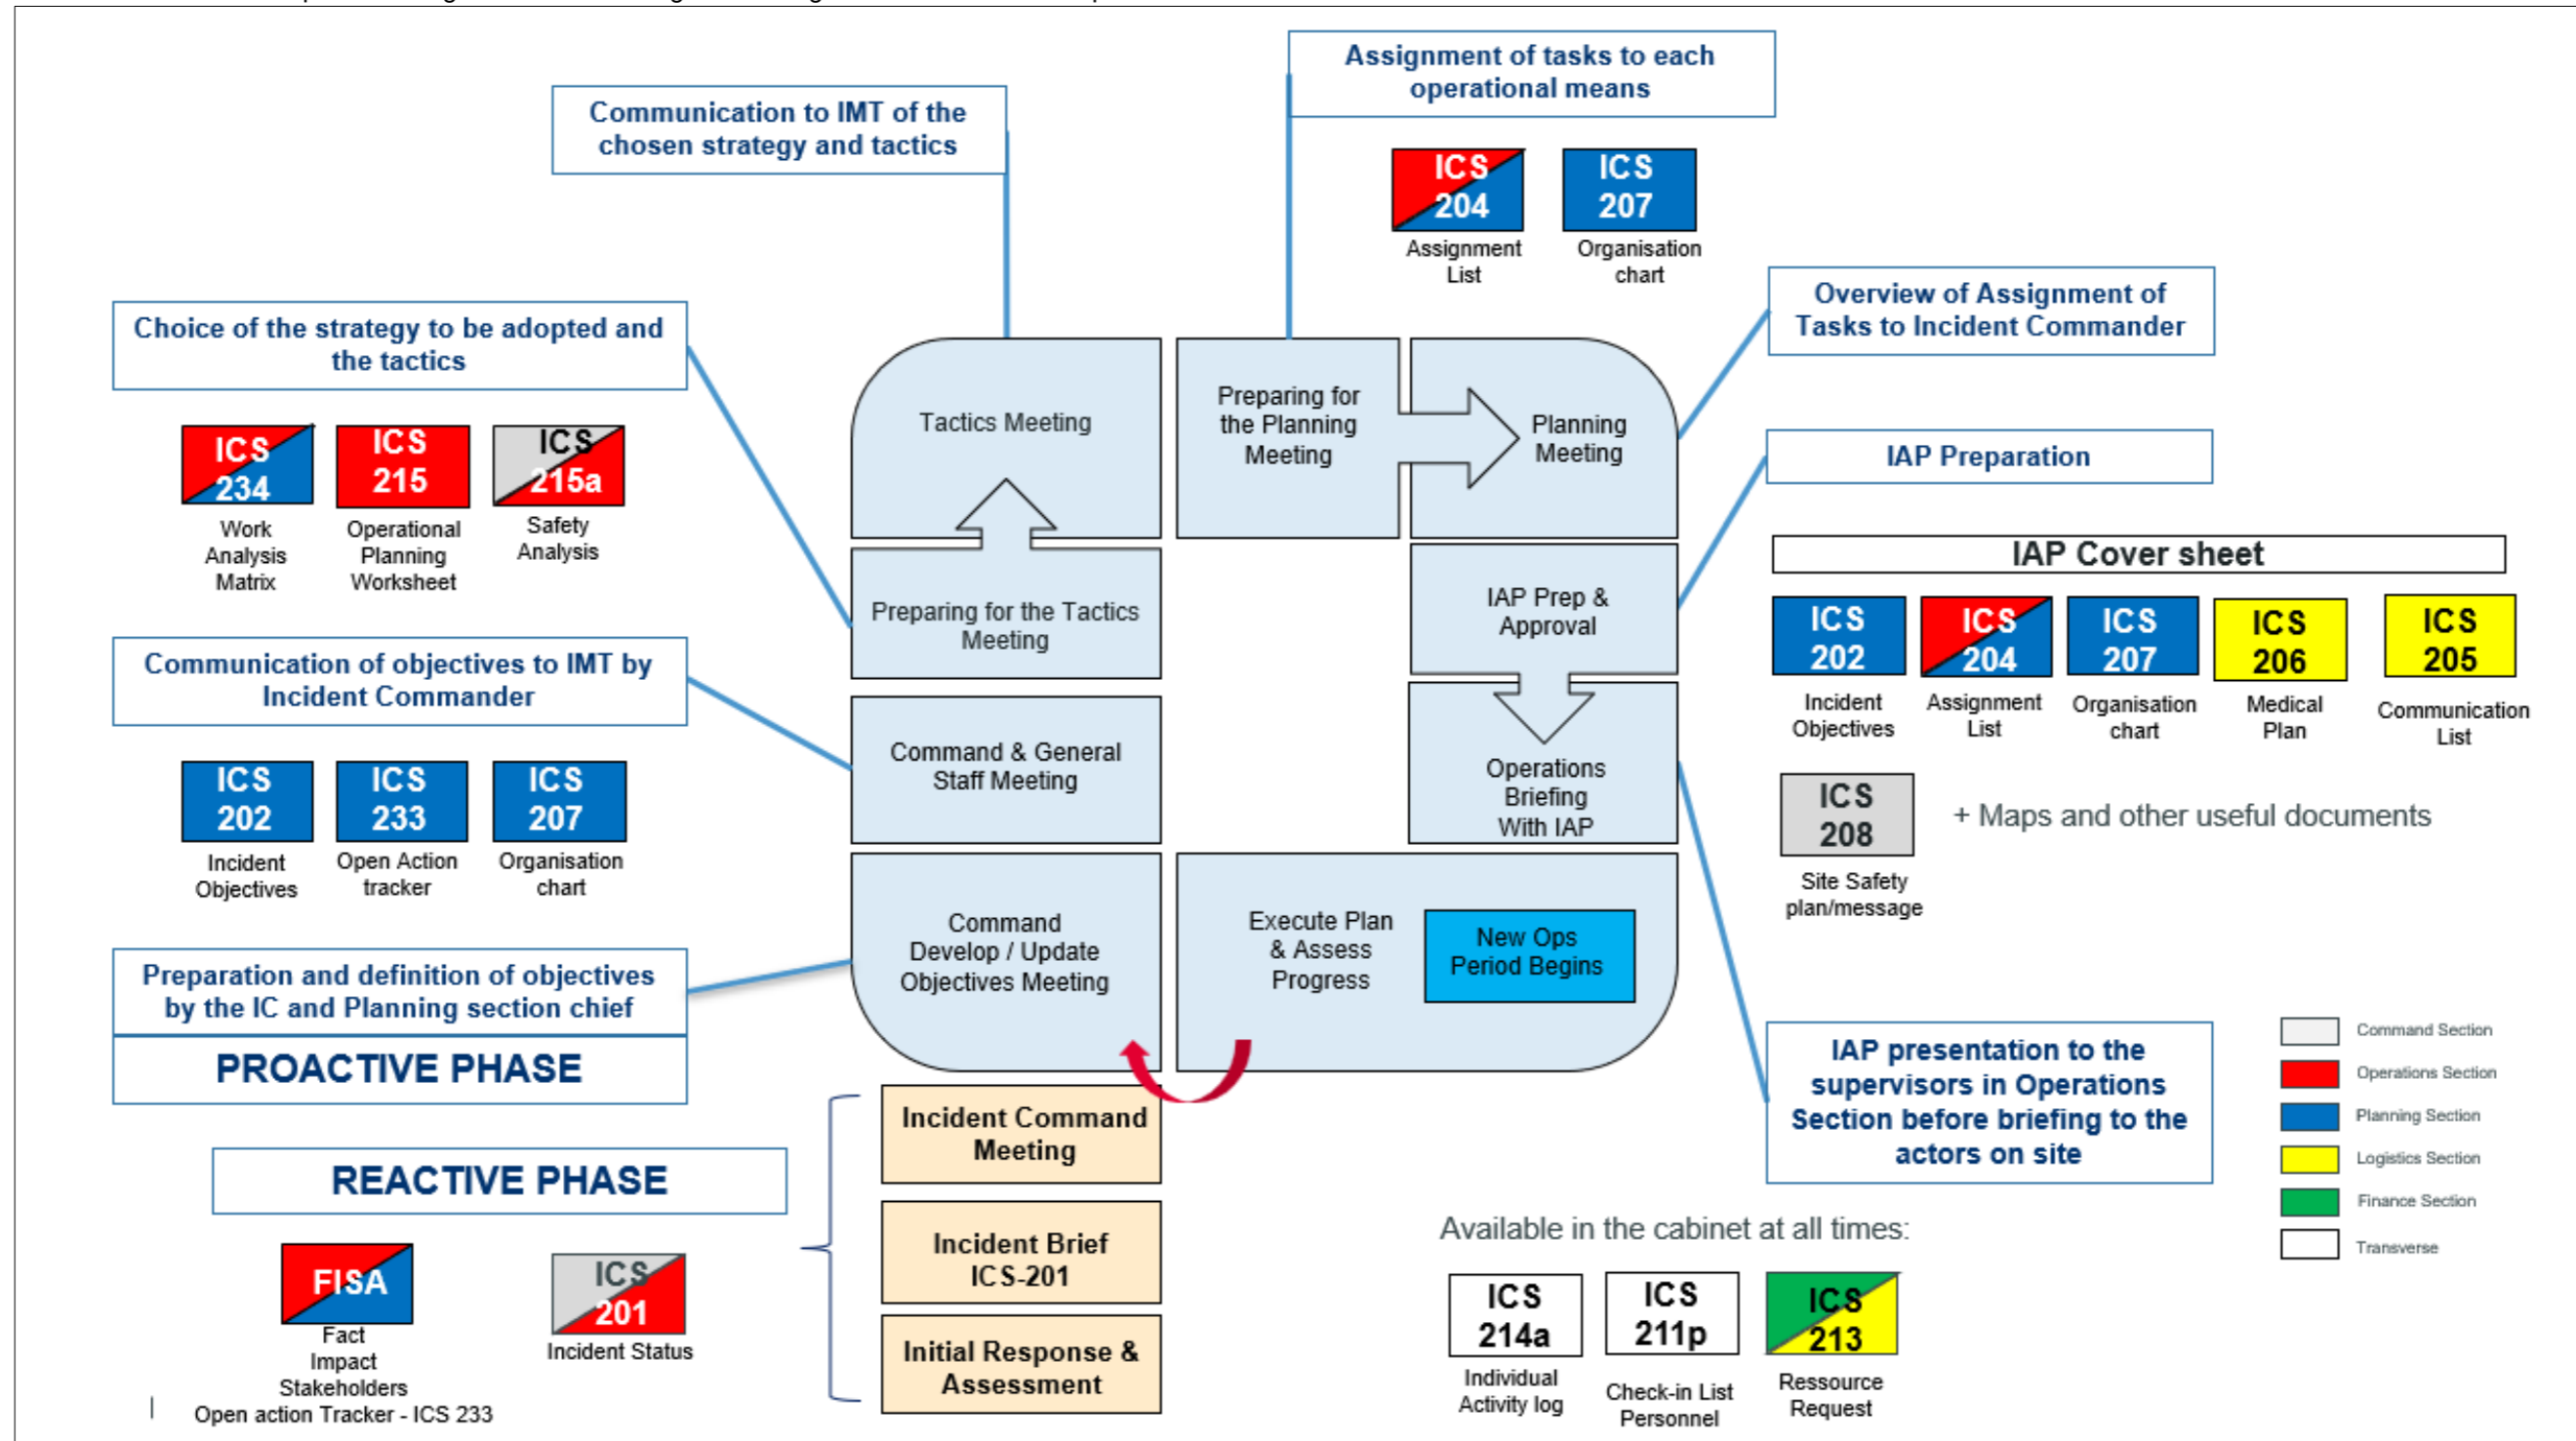 Assignment of tasks to each
operational means
Communication to IMT of the
chosen strategy and tactics
ICS
204
Assignment
List
ICS
207
Organisation
chart
Overview of Assignment of
Tasks to Incident Commander
Choice of the strategy to be adopted and
the tactics
ICS
234
Work
Analysis
Matrix
ICS
215
Operational
Planning
Worksheet
ICS
215a
Safety
Analysis
Tactics Meeting
Preparing for
the Planning
Meeting
Planning
Meeting
IAP Preparation
IAP Cover sheet
ICS
202
Incident
Objectives
ICS
204
Assignment
List
ICS
207
Organisation
chart
ICS
206
Medical
Plan
ICS
205
Communication
List
ICS
208
Site Safety
plan/message
+ Maps and other useful documents
Preparing for the Tactics
Meeting
IAP Prep &
Approval
Communication of objectives to IMT by
Incident Commander
ICS
202
Incident
Objectives
ICS
233
Open Action
tracker
ICS
207
Organisation
chart
Command & General
Staff Meeting
Operations
Briefing
With IAP
Command
Develop / Update
Objectives Meeting
Execute Plan
& Assess
Progress
New Ops
Period Begins
Preparation and definition of objectives
by the IC and Planning section chief
PROACTIVE PHASE
REACTIVE PHASE
FISA
Fact
Impact
Stakeholders
Open action Tracker - ICS 233
ICS
201
Incident Status
Incident Command
Meeting
Incident Brief
ICS-201
Initial Response &
Assessment
IAP presentation to the
supervisors in Operations
Section before briefing to the
actors on site
Command Section
Operations Section
Planning Section
Logistics Section
Finance Section
Transverse
Available in the cabinet at all times:
ICS
214a
Individual
Activity log
ICS
211p
Check-in List
Personnel
ICS
213
Ressource
Request